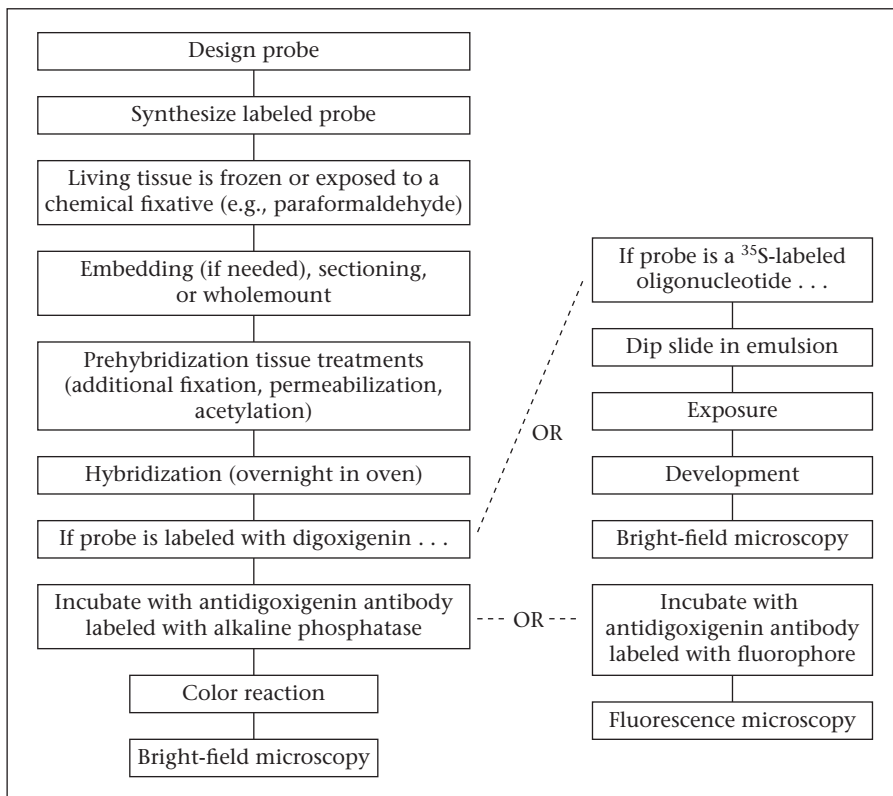 Design probe
Synthesize labeled probe
Living tissue is frozen or exposed to a
chemical fixative (e.g., paraformaldehyde)
Embedding (if needed), sectioning,
or wholemount
Prehybridization tissue treatments
(additional fixation, permeabilization,
acetylation)
Hybridization (overnight in oven)
If probe is labeled with digoxigenin . . .
Incubate with antidigoxigenin antibody
labeled with alkaline phosphatase
Color reaction
Bright-field microscopy
OR
If probe is a ³⁵S-labeled
oligonucleotide . . .
Dip slide in emulsion
Exposure
Development
Bright-field microscopy
OR
Incubate with
antidigoxigenin antibody
labeled with fluorophore
Fluorescence microscopy